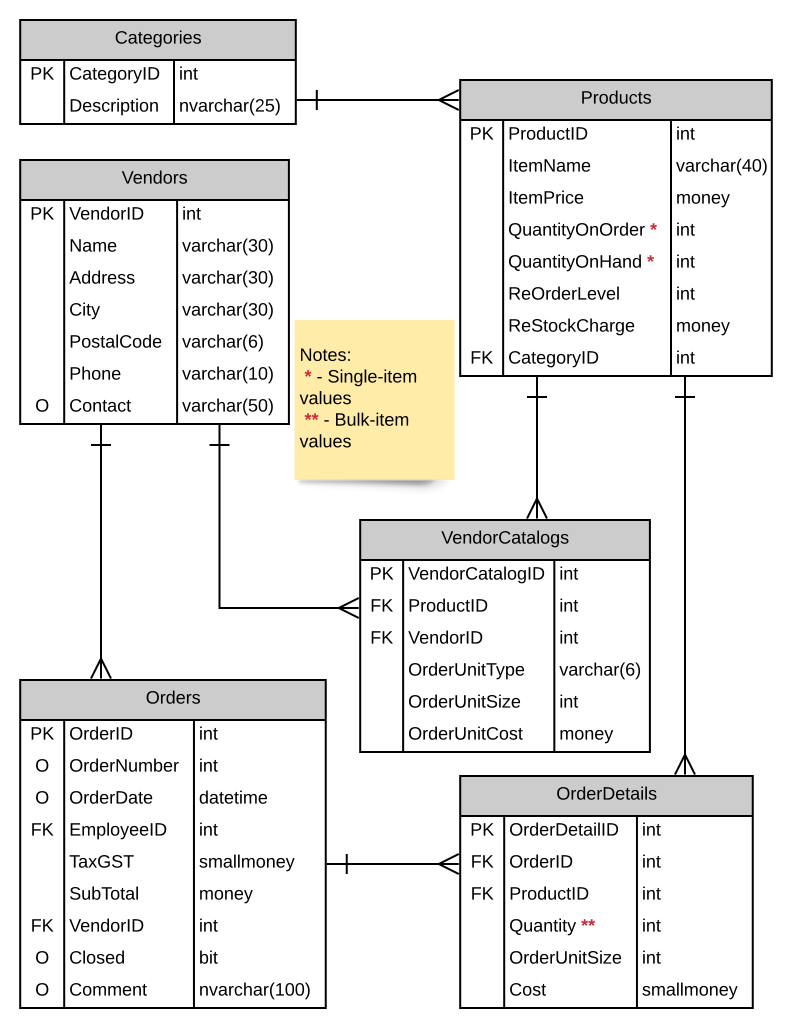 Categories
PK CategoryID int
Description nvarchar(25)
Products
PK ProductID int
ItemName varchar(40)
ItemPrice money
QuantityOnOrder * int
QuantityOnHand * int
ReOrderLevel int
ReStockCharge money
FK CategoryID int
Vendors
PK VendorID int
Name varchar(30)
Address varchar(30)
City varchar(30)
PostalCode varchar(6)
Phone varchar(10)
O Contact varchar(50)
Notes:
* - Single-item
values
** - Bulk-item
values
VendorCatalogs
PK VendorCatalogID int
FK ProductID int
FK VendorID int
OrderUnitType varchar(6)
OrderUnitSize int
OrderUnitCost money
Orders
PK OrderID int
O OrderNumber int
O OrderDate datetime
FK EmployeeID int
TaxGST smallmoney
SubTotal money
FK VendorID int
O Closed bit
O Comment nvarchar(100)
OrderDetails
PK OrderDetailID int
FK OrderID int
FK ProductID int
Quantity ** int
OrderUnitSize int
Cost smallmoney